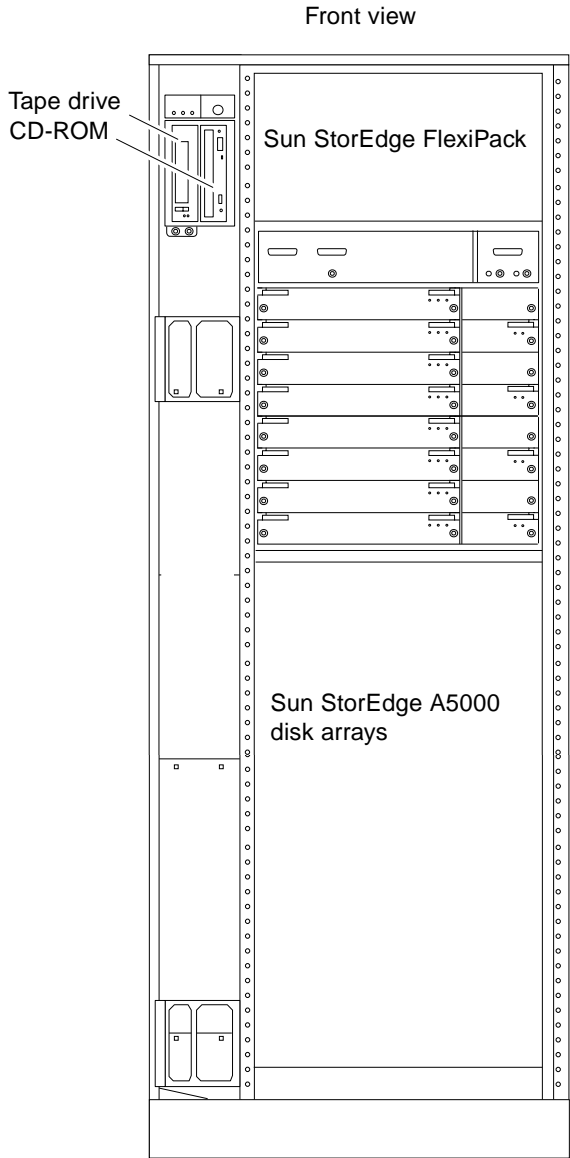 Front view
Tape drive
CD-ROM
Sun StorEdge FlexiPack
Sun StorEdge A5000
disk arrays